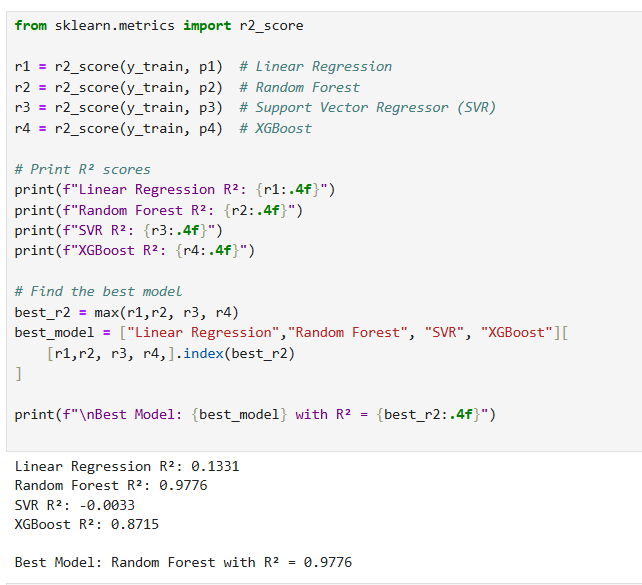 from sklearn.metrics import r2_score
r1 = r2_score(y_train, p1)  # Linear Regression
r2 = r2_score(y_train, p2)  # Random Forest
r3 = r2_score(y_train, p3)  # Support Vector Regressor (SVR)
r4 = r2_score(y_train, p4)  # XGBoost
# Print R² scores
print(f"Linear Regression R²: {r1:.4f}")
print(f"Random Forest R²: {r2:.4f}")
print(f"SVR R²: {r3:.4f}")
print(f"XGBoost R²: {r4:.4f}")
# Find the best model
best_r2 = max(r1,r2, r3, r4)
best_model = ["Linear Regression","Random Forest", "SVR", "XGBoost"][
    [r1,r2, r3, r4,].index(best_r2)
]
print(f"\nBest Model: {best_model} with R² = {best_r2:.4f}")
Linear Regression R²: 0.1331
Random Forest R²: 0.9776
SVR R²: -0.0033
XGBoost R²: 0.8715
Best Model: Random Forest with R² = 0.9776